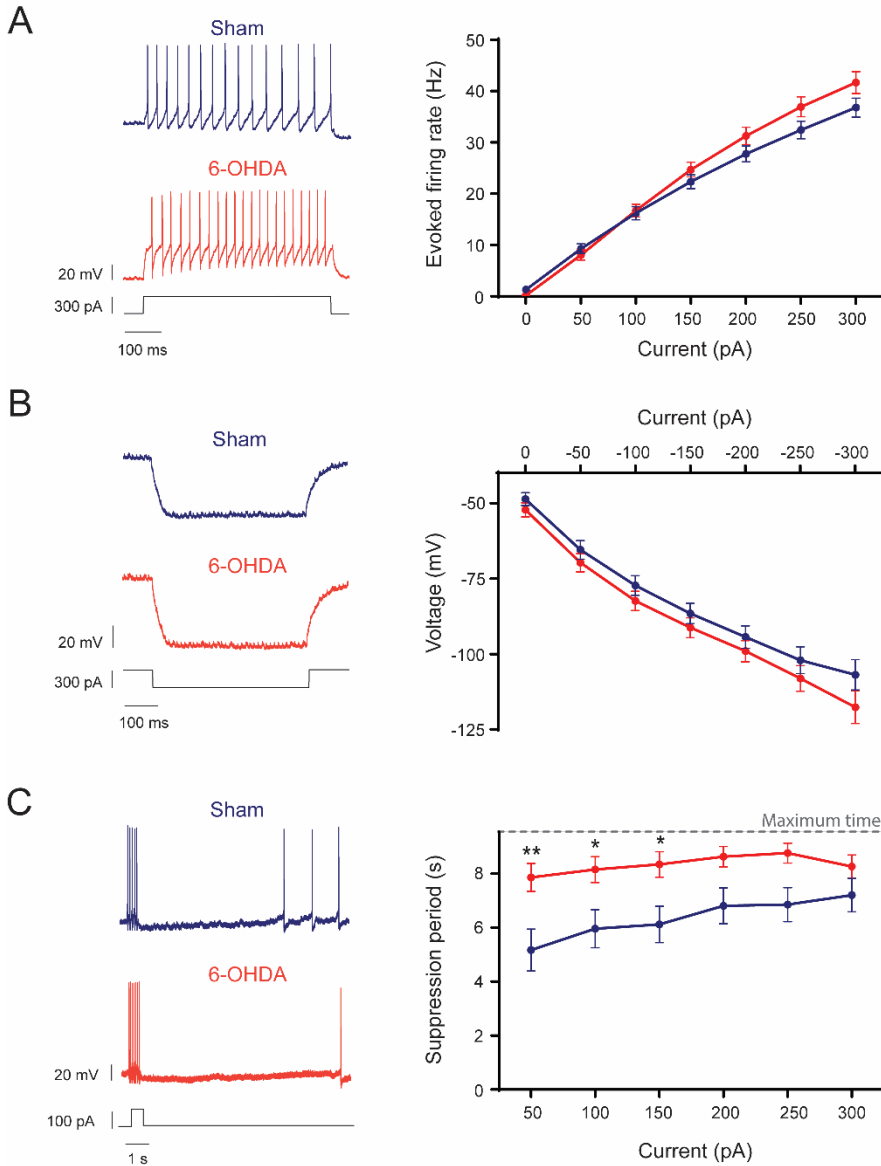 A
Sham
6-OHDA
20 mV
300 pA
100 ms
Evoked firing rate (Hz)
50
40
30
20
10
0
0 50 100 150 200 250 300
Current (pA)
B
Sham
6-OHDA
20 mV
300 pA
100 ms
Current (pA)
0 -50 -100 -150 -200 -250 -300
Voltage (mV)
-50
-75
-100
-125
C
Sham
6-OHDA
20 mV
100 pA
1 s
Maximum time
** * *
Suppression period (s)
8
6
4
2
0
50 100 150 200 250 300
Current (pA)